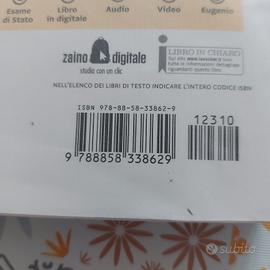 Esame
di Stato
Libro
in digitale
Audio
Video
Eugenio
zaino digitale
studia con un clic
LIBRO IN CHIARO
NELL'ELENCO DEI LIBRI DI TESTO INDICARE L'INTERO CODICE ISBN
ISBN 978-88-58-33862-9
12310
9 788858 338629
subito